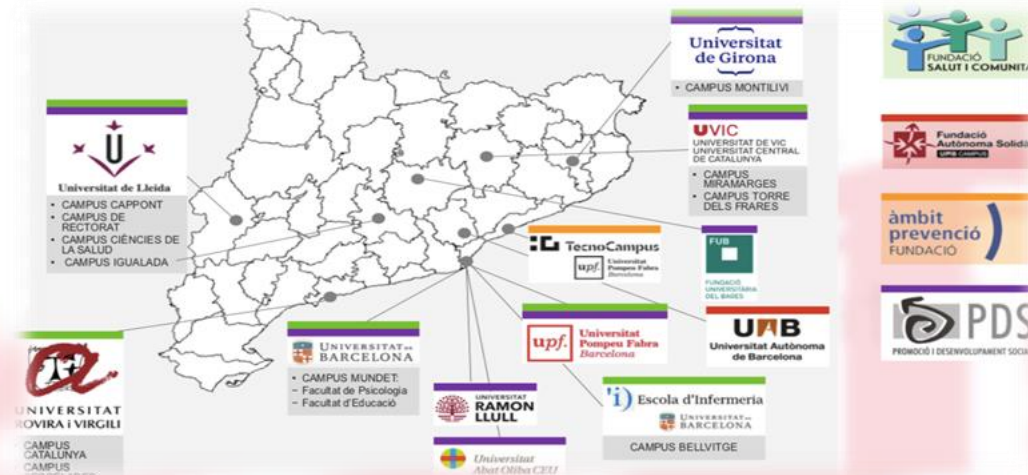 Universitat
de Girona
• CAMPUS MONTILIVI
UVIC
UNIVERSITAT DE VIC
UNIVERSITAT CENTRAL
DE CATALUNYA
• CAMPUS
MIRAMARGES
• CAMPUS TORRE
DELS FRARES
U
Universitat de Lleida
• CAMPUS CAPPONT
• CAMPUS DE
RECTORAT
• CAMPUS CIÈNCIES DE
LA SALUD
• CAMPUS IGUALADA
TecnoCampus
upf.
Universitat
Pompeu Fabra
Barcelona
FUB
FUNDACIÓ
UNIVERSITÀRIA
DEL BAGES
UNIVERSITAT DE
BARCELONA
• CAMPUS MUNDET:
– Facultat de Psicologia
– Facultat d'Educació
upf.
Universitat
Pompeu Fabra
Barcelona
UAB
Universitat Autònoma
de Barcelona
UNIVERSITAT
RAMON
LLULL
'i) Escola d'Infermeria
UNIVERSITAT DE
BARCELONA
CAMPUS BELLVITGE
Universitat
Abat Oliba CEU
UNIVERSITAT
ROVIRA i VIRGILI
CAMPUS
CATALUNYA
CAMPUS
FUNDACIÓ
SALUT I COMUNITA
Fundació
Autònoma Solidà
UAB CAMPUS
àmbit
prevenció
FUNDACIÓ
PDS
PROMOCIÓ I DESENVOLUPAMENT SOCIA